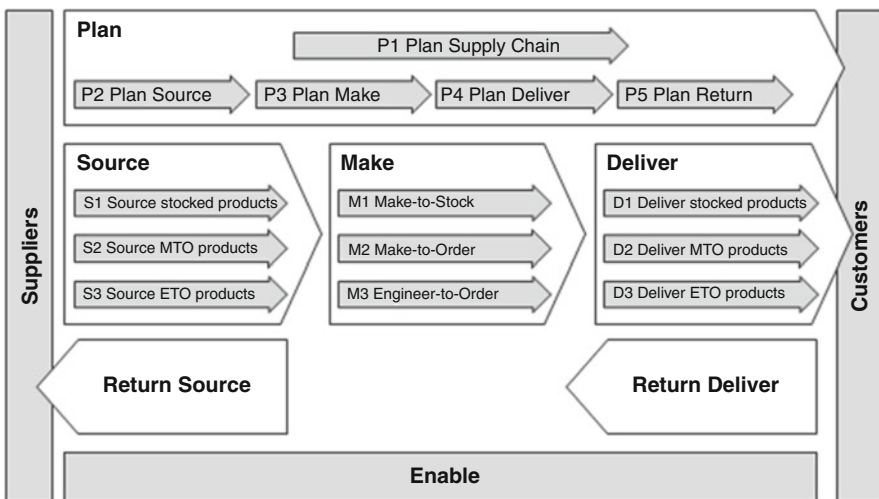 Plan
P1 Plan Supply Chain
P2 Plan Source
P3 Plan Make
P4 Plan Deliver
P5 Plan Return
Suppliers
Source
S1 Source stocked products
S2 Source MTO products
S3 Source ETO products
Make
M1 Make-to-Stock
M2 Make-to-Order
M3 Engineer-to-Order
Deliver
D1 Deliver stocked products
D2 Deliver MTO products
D3 Deliver ETO products
Customers
Return Source
Return Deliver
Enable